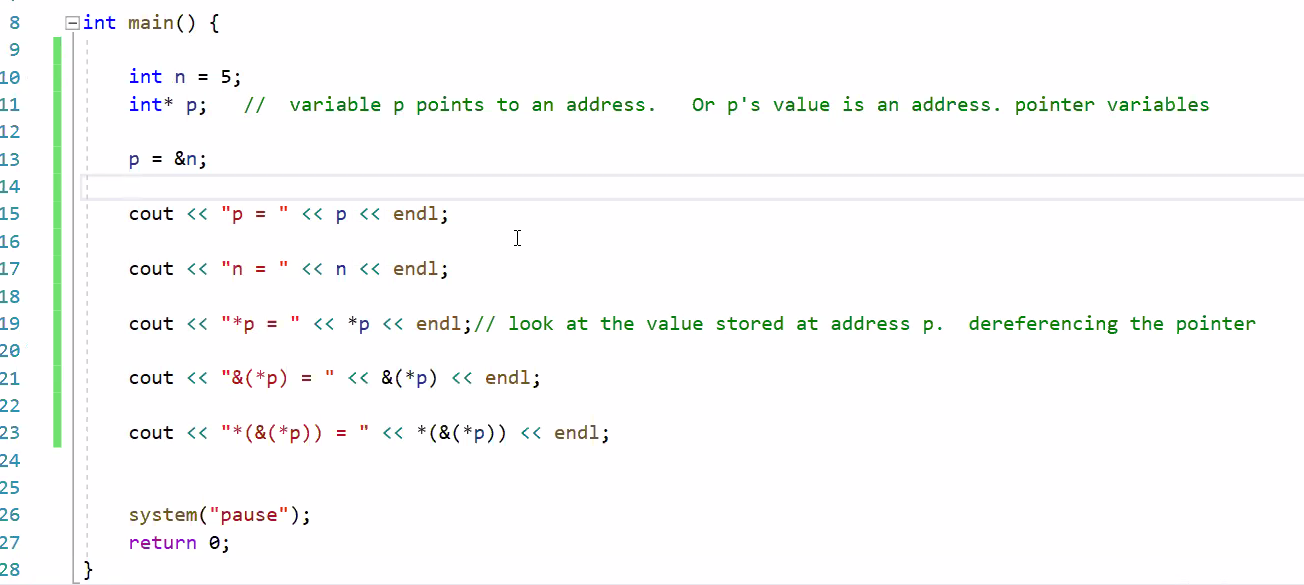 8 int main() {
9
10 int n = 5;
11 int* p; // variable p points to an address. Or p's value is an address. pointer variables
12
13 p = &n;
14
15 cout << "p = " << p << endl;
16
17 cout << "n = " << n << endl;
18
19 cout << "*p = " << *p << endl;// look at the value stored at address p. dereferencing the pointer
20
21 cout << "&(*p) = " << &(*p) << endl;
22
23 cout << "*(&(*p)) = " << *(&(*p)) << endl;
24
25
26 system("pause");
27 return 0;
28 }